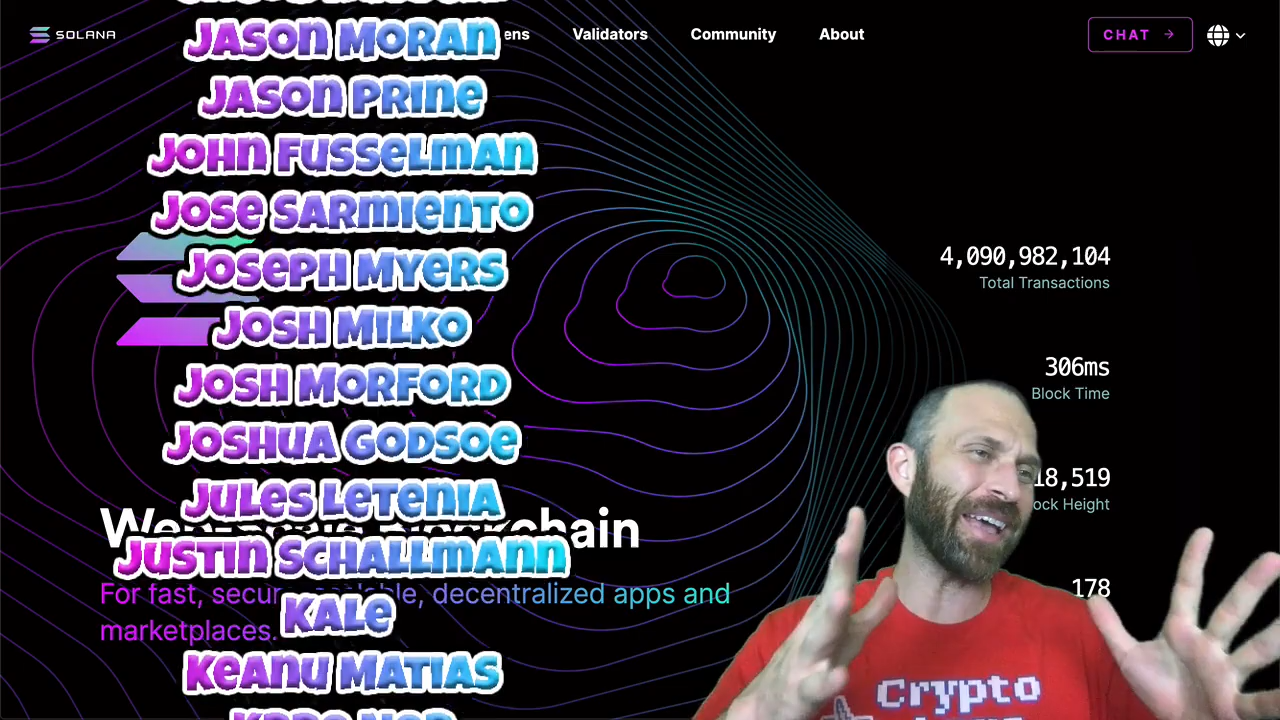 SOLANA
ens Validators Community About
CHAT
Jason Moran
Jason Prine
John Fusselman
Jose Sarmiento
Joseph Myers
Josh Milko
Josh Morford
Joshua Godsoe
Jules Letenia
Justin Schallmann
Kale
Keanu Matias
4,090,982,104
Total Transactions
306ms
Block Time
18,519
ock Height
178
For fast, secur le, decentralized apps and
marketplaces.
Crypto